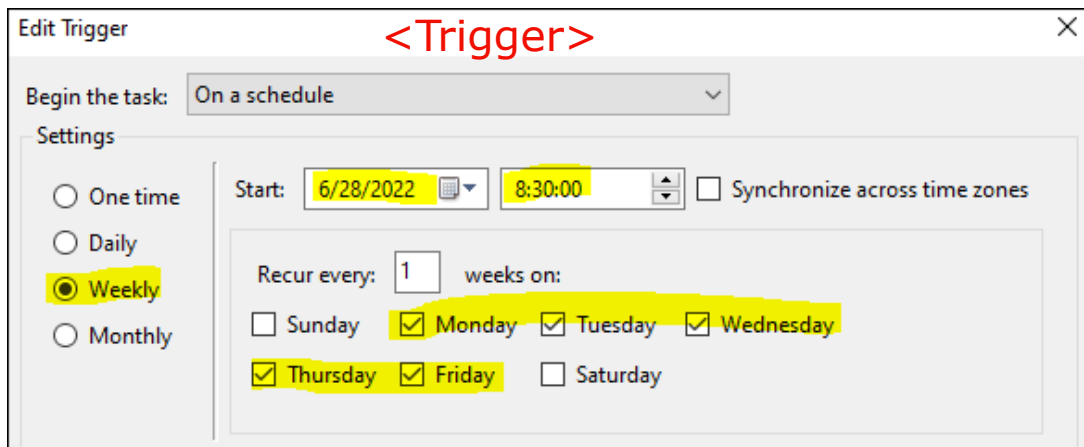 Edit Trigger
<Trigger>
Begin the task: On a schedule
Settings
One time
Start: 6/28/2022 8:30:00 Synchronize across time zones
Daily
Recur every: 1 weeks on:
Weekly
Sunday Monday Tuesday Wednesday
Monthly
Thursday Friday Saturday